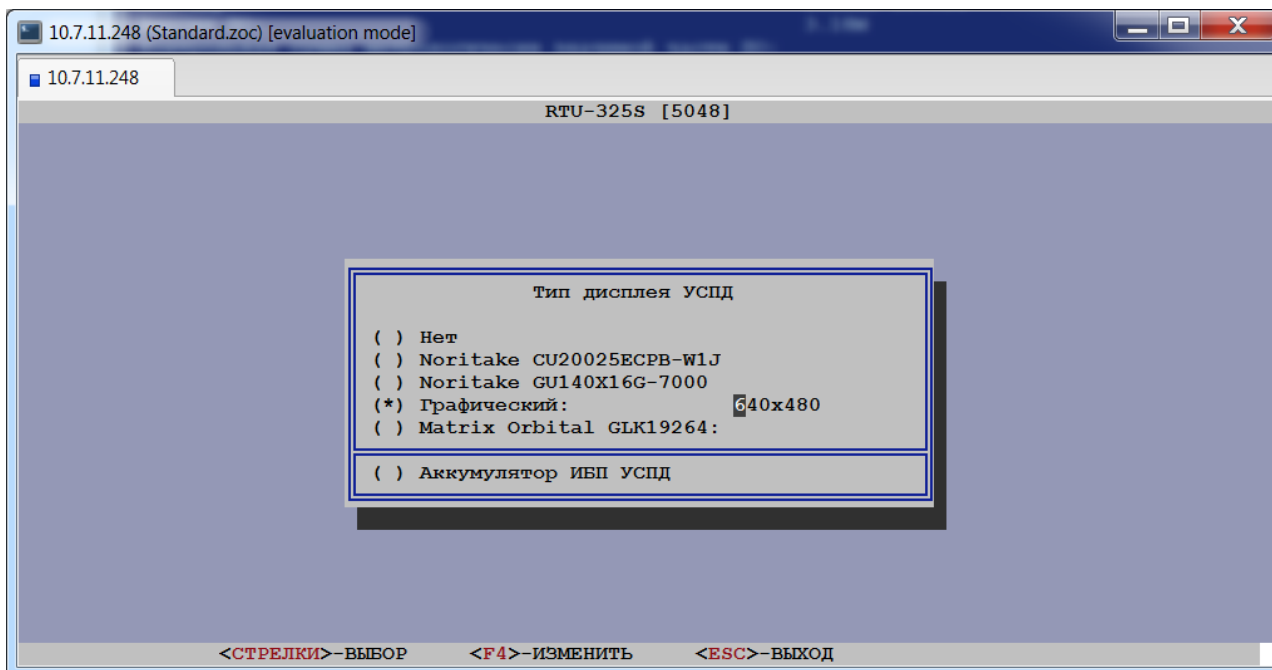 10.7.11.248 (Standard.zoc) [evaluation mode]
10.7.11.248
RTU-325S [5048]
Тип дисплея УСПД
( ) Нет
( ) Noritake CU20025ECPB-W1J
( ) Noritake GU140X16G-7000
(*) Графический: 640x480
( ) Matrix Orbital GLK19264:
( ) Аккумулятор ИБП УСПД
<СТРЕЛКИ>-ВЫБОР <F4>-ИЗМЕНИТЬ <ESC>-ВЫХОД